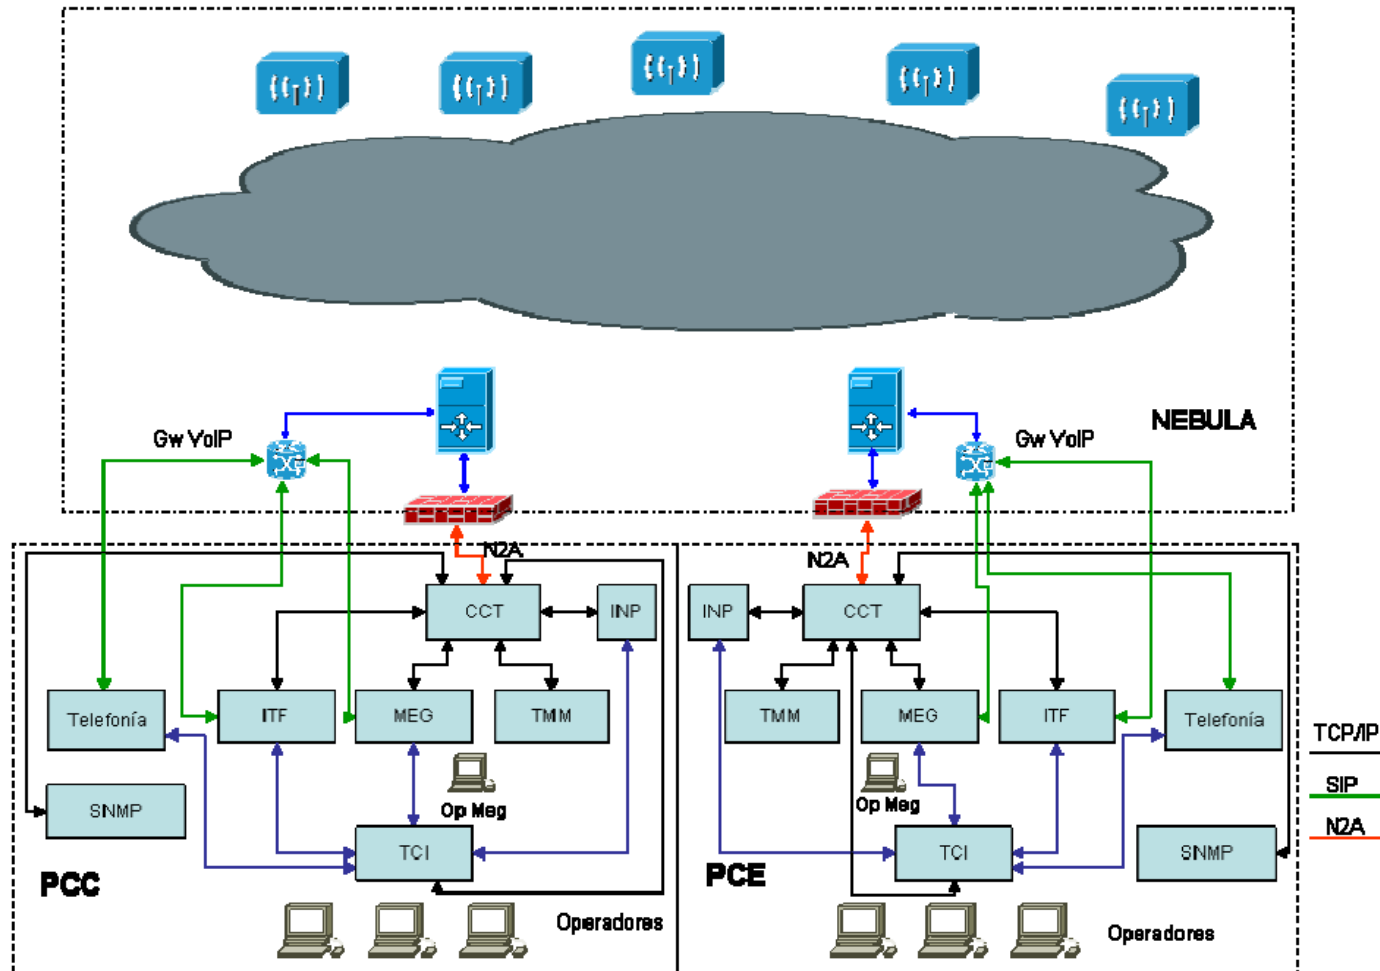 Gw VoIP
Gw VoIP
NEBULA
N2A
N2A
CCT
INP
INP
CCT
Telefonía
ITF
MEG
TMM
TMM
MEG
ITF
Telefonía
TCP/IP
SIP
N2A
Op Meg
Op Meg
SNMP
SNMP
TCI
TCI
PCC
PCE
Operadores
Operadores